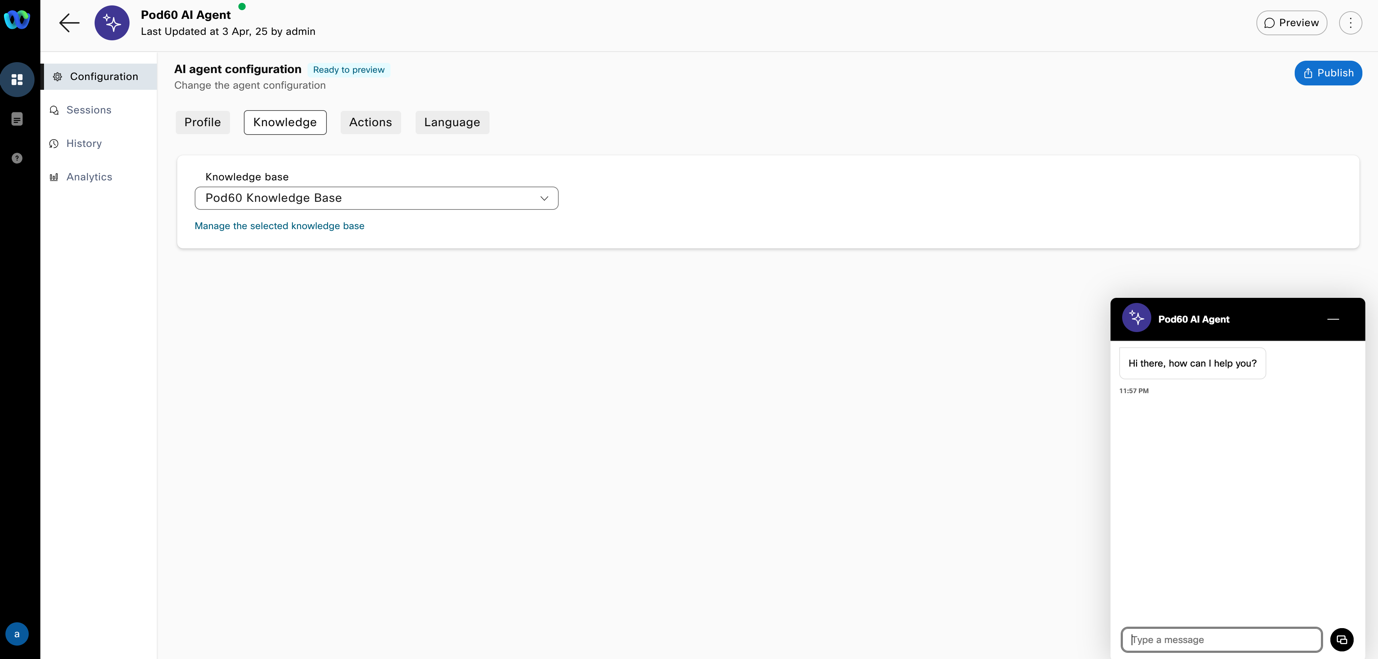 Pod60 AI Agent
Last Updated at 3 Apr, 25 by admin
Preview
Configuration
Sessions
History
Analytics
AI agent configuration
Ready to preview
Change the agent configuration
Publish
Profile
Knowledge
Actions
Language
Knowledge base
Pod60 Knowledge Base
Manage the selected knowledge base
Pod60 AI Agent
Hi there, how can I help you?
11:57 PM
Type a message
a